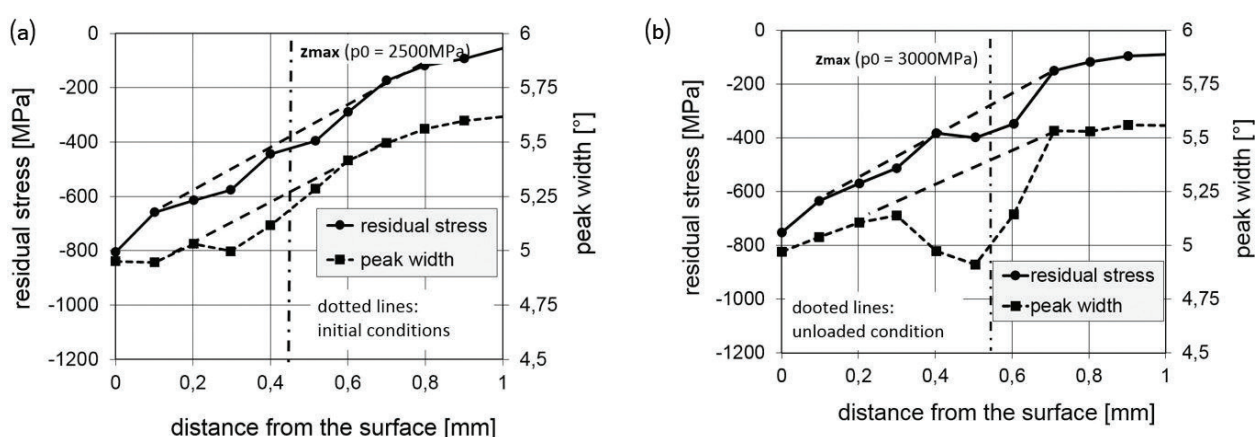 (a)
residual stress [MPa]
0
-200
-400
-600
-800
-1000
-1200
zmax (p0 = 2500MPa)
residual stress
peak width
dotted lines:
initial conditions
6
5,75
5,5
5,25
5
4,75
4,5
peak width [°]
0 0,2 0,4 0,6 0,8 1
distance from the surface [mm]
(b)
residual stress [MPa]
0
-200
-400
-600
-800
-1000
-1200
zmax (p0 = 3000MPa)
residual stress
peak width
dooted lines:
unloaded condition
6
5,75
5,5
5,25
5
4,75
4,5
peak width [°]
0 0,2 0,4 0,6 0,8 1
distance from the surface [mm]